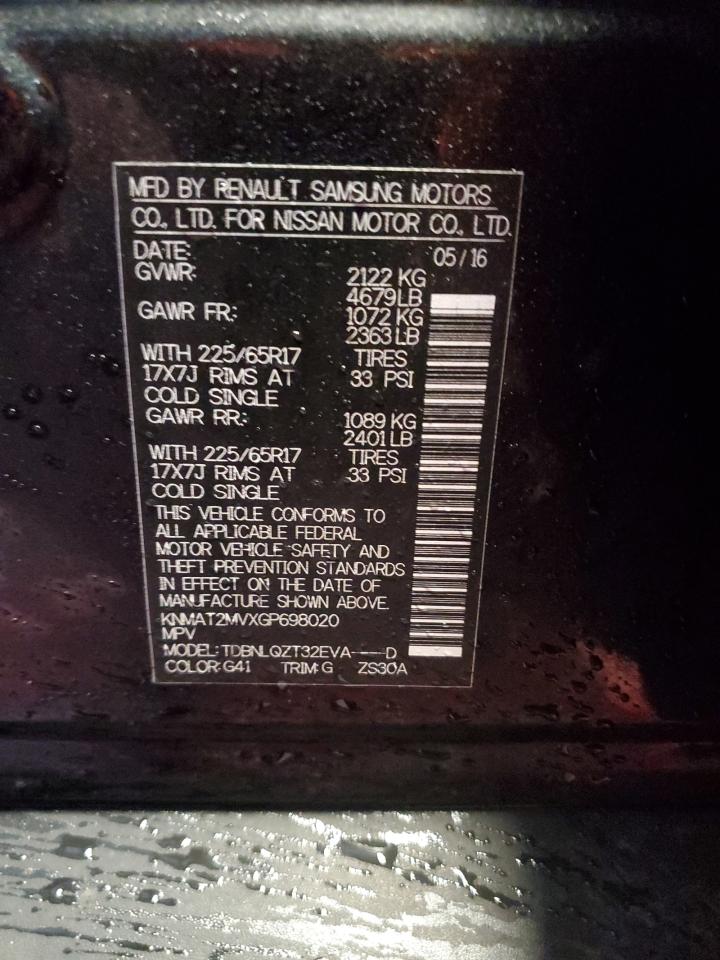 MFD BY RENAULT SAMSUNG MOTORS
CO., LTD. FOR NISSAN MOTOR CO., LTD.
DATE: 05/16
GVWR: 2122 KG
4679LB
GAWR FR: 1072 KG
2363LB
WITH 225/65R17 TIRES
17X7J RIMS AT 33 PSI
COLD SINGLE
GAWR RR: 1089 KG
2401LB
WITH 225/65R17 TIRES
17X7J RIMS AT 33 PSI
COLD SINGLE
THIS VEHICLE CONFORMS TO
ALL APPLICABLE FEDERAL
MOTOR VEHICLE SAFETY AND
THEFT PREVENTION STANDARDS
IN EFFECT ON THE DATE OF
MANUFACTURE SHOWN ABOVE.
KNMAT2MVXGP698020
MPV
MODEL: TDBNLQZT32EVA----D
COLOR: G41 TRIM: G ZS30A